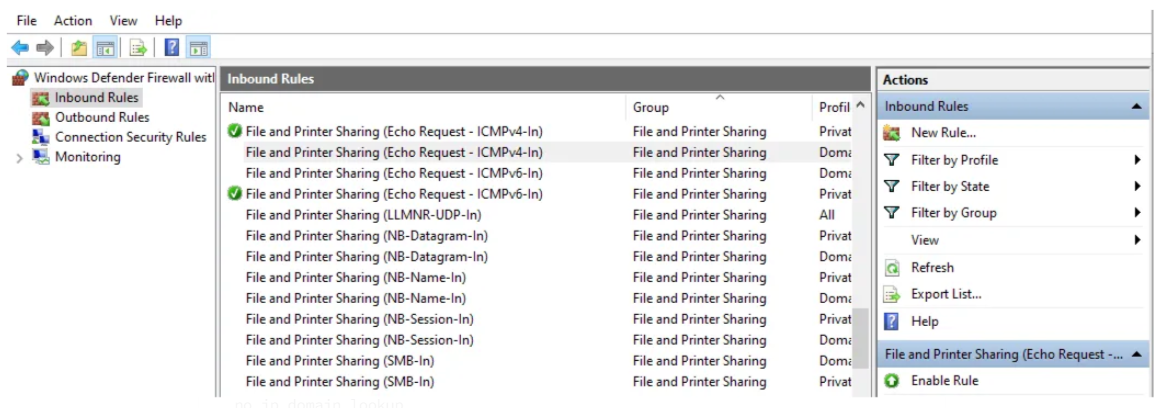 File Action View Help
Windows Defender Firewall witl
Inbound Rules
Outbound Rules
Connection Security Rules
Monitoring
Inbound Rules
Name Group Profil
File and Printer Sharing (Echo Request - ICMPv4-In) File and Printer Sharing Privat
File and Printer Sharing (Echo Request - ICMPv4-In) File and Printer Sharing Doma
File and Printer Sharing (Echo Request - ICMPv6-In) File and Printer Sharing Doma
File and Printer Sharing (Echo Request - ICMPv6-In) File and Printer Sharing Privat
File and Printer Sharing (LLMNR-UDP-In) File and Printer Sharing All
File and Printer Sharing (NB-Datagram-In) File and Printer Sharing Privat
File and Printer Sharing (NB-Datagram-In) File and Printer Sharing Doma
File and Printer Sharing (NB-Name-In) File and Printer Sharing Privat
File and Printer Sharing (NB-Name-In) File and Printer Sharing Doma
File and Printer Sharing (NB-Session-In) File and Printer Sharing Privat
File and Printer Sharing (NB-Session-In) File and Printer Sharing Doma
File and Printer Sharing (SMB-In) File and Printer Sharing Doma
File and Printer Sharing (SMB-In) File and Printer Sharing Privat
Actions
Inbound Rules
New Rule...
Filter by Profile
Filter by State
Filter by Group
View
Refresh
Export List...
Help
File and Printer Sharing (Echo Request -...
Enable Rule
no ip domain lookup